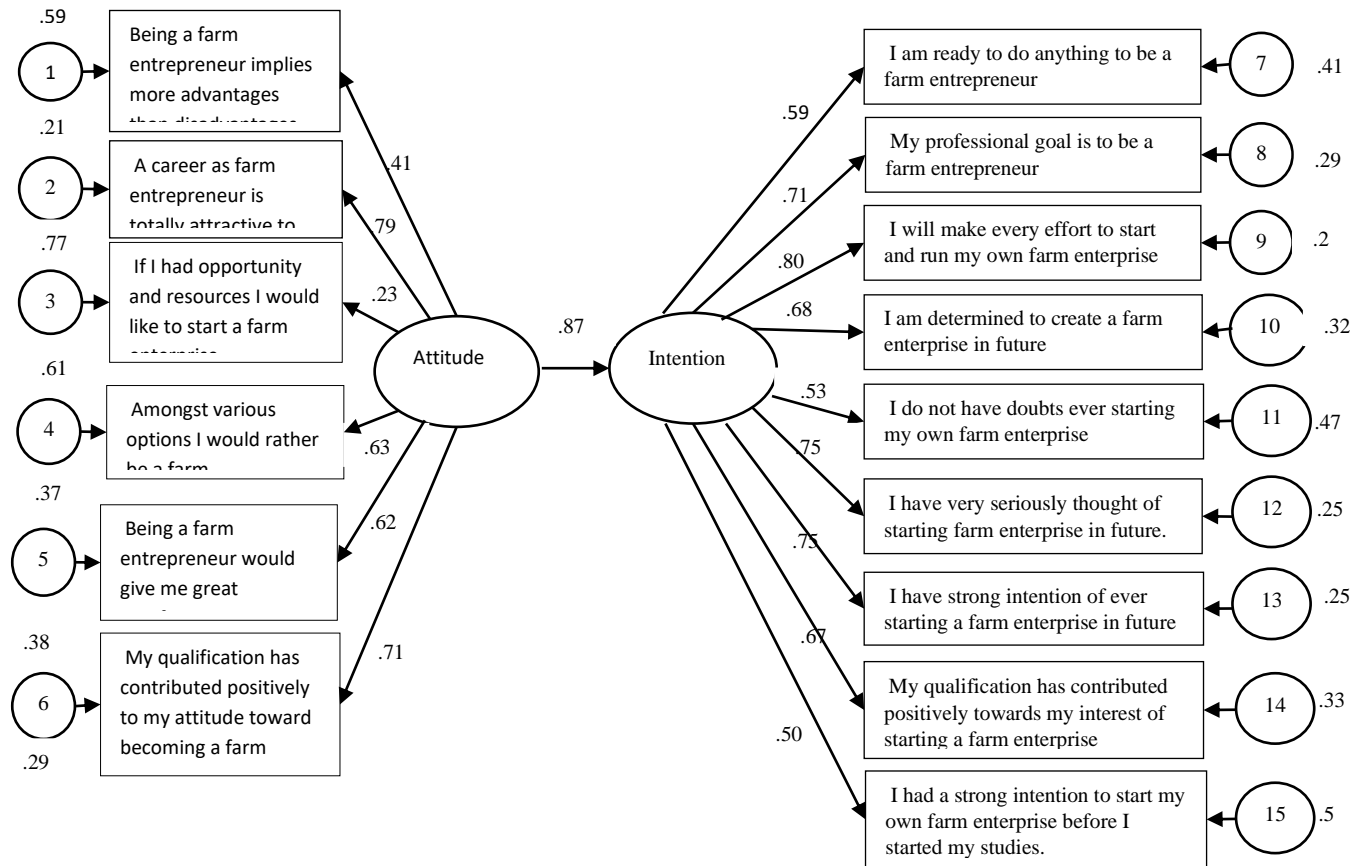 .59
1
Being a farm
entrepreneur implies
more advantages
than disadvantages
.21
2
A career as farm
entrepreneur is
totally attractive to
.77
3
If I had opportunity
and resources I would
like to start a farm
enterprise
.61
4
Amongst various
options I would rather
be a farm
.37
5
Being a farm
entrepreneur would
give me great
.38
6
My qualification has
contributed positively
to my attitude toward
becoming a farm
.29
.41
.79
.23
.63
.62
.71
Attitude
.87
Intention
.59
.71
.80
.68
.53
.75
.75
.67
.50
I am ready to do anything to be a
farm entrepreneur
7
.41
My professional goal is to be a
farm entrepreneur
8
.29
I will make every effort to start
and run my own farm enterprise
9
.2
I am determined to create a farm
enterprise in future
10
.32
I do not have doubts ever starting
my own farm enterprise
11
.47
I have very seriously thought of
starting farm enterprise in future.
12
.25
I have strong intention of ever
starting a farm enterprise in future
13
.25
My qualification has contributed
positively towards my interest of
starting a farm enterprise
14
.33
I had a strong intention to start my
own farm enterprise before I
started my studies.
15
.5